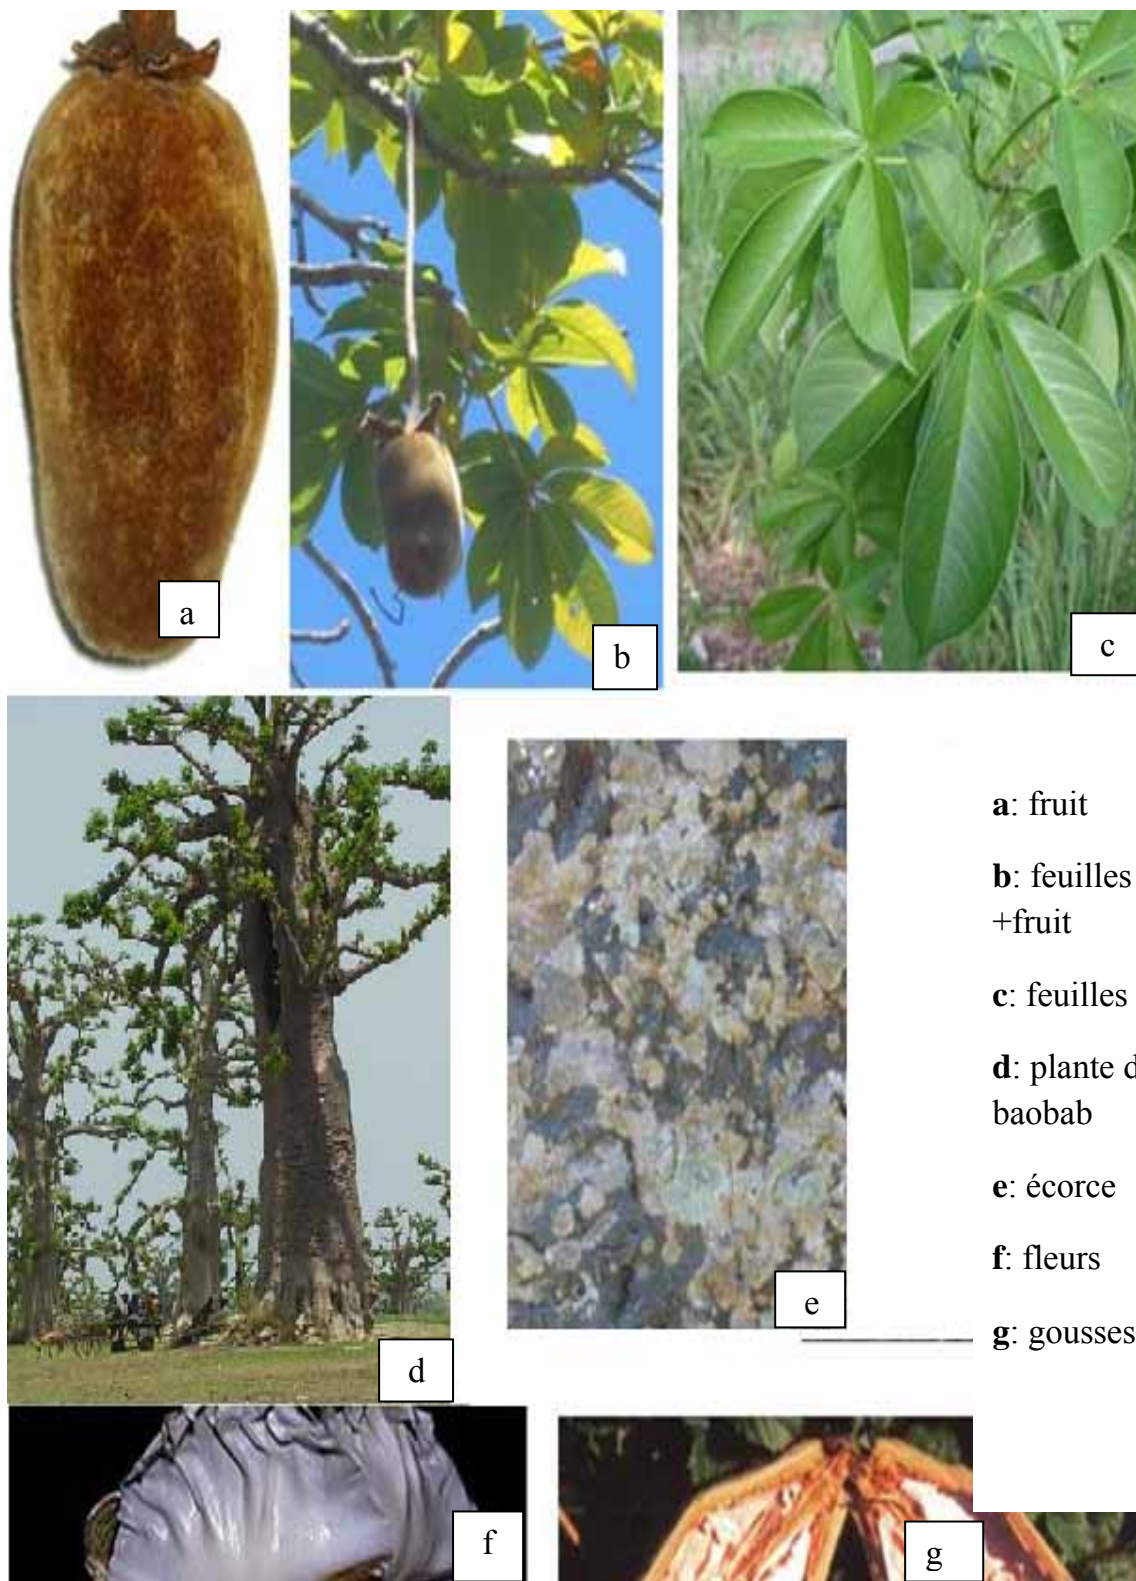 a
b
c
a: fruit
b: feuilles
+fruit
c: feuilles
d: plante d
baobab
e: écorce
f: fleurs
g: gousses
e
d
f
g